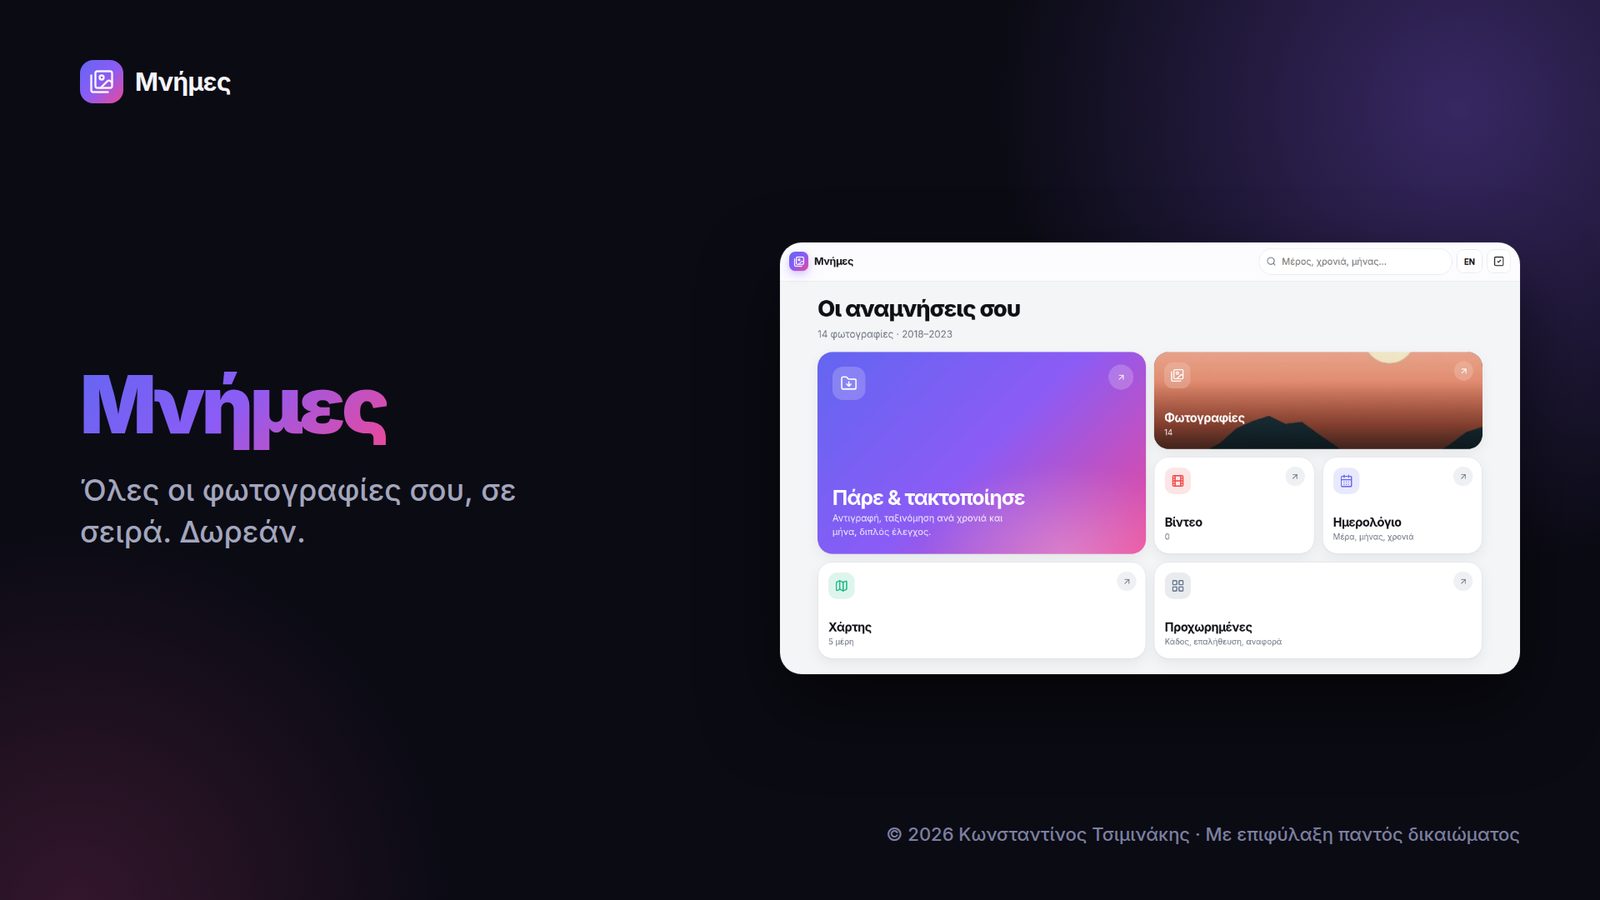 Μνήμες
Μνήμες
Όλες οι φωτογραφίες σου, σε
σειρά. Δωρεάν.
Μνήμες
Μέρος, χρονιά, μήνας...
EN
Οι αναμνήσεις σου
14 φωτογραφίες · 2018–2023
Πάρε & τακτοποίησε
Αντιγραφή, ταξινόμηση ανά χρονιά και
μήνα, διπλός έλεγχος.
Φωτογραφίες
14
Βίντεο
0
Ημερολόγιο
Μέρα, μήνας, χρονιά
Χάρτης
5 μέρη
Προχωρημένες
Κάδος, επαλήθευση, αναφορά
© 2026 Κωνσταντίνος Τσιμινάκης · Με επιφύλαξη παντός δικαιώματος